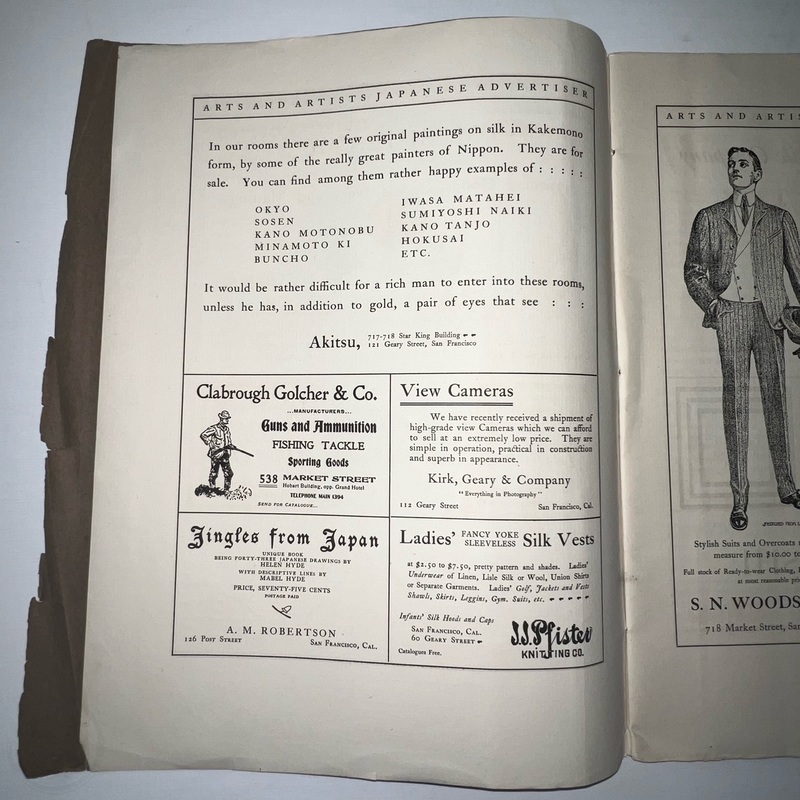 ARTS AND ARTISTS JAPANESE ADVERTISER
In our rooms there are a few original paintings on silk in Kakemono
form, by some of the really great painters of Nippon. They are for
sale. You can find among them rather happy examples of : : : : :
OKYO
SOSEN
KANO MOTONOBU
MINAMOTO KI
BUNCHO
IWASA MATAHEI
SUMIYOSHI NAIKI
KANO TANJO
HOKUSAI
ETC.
It would be rather difficult for a rich man to enter into these rooms,
unless he has, in addition to gold, a pair of eyes that see : : :
Akitsu,
717-718 Star King Building
121 Geary Street, San Francisco
Clabrough Golcher & Co.
...MANUFACTURERS...
Guns and Ammunition
FISHING TACKLE
Sporting Goods
538 MARKET STREET
Hobart Building, opp. Grand Hotel
TELEPHONE MAIN 1394
SEND FOR CATALOGUE...
View Cameras
We have recently received a shipment of
high-grade view Cameras which we can afford
to sell at an extremely low price. They are
simple in operation, practical in construction
and superb in appearance.
Kirk, Geary & Company
"Everything in Photography"
112 Geary Street San Francisco, Cal.
Jingles from Japan
UNIQUE BOOK
BEING FORTY-THREE JAPANESE DRAWINGS BY
HELEN HYDE
WITH DESCRIPTIVE LINES BY
MABEL HYDE
PRICE, SEVENTY-FIVE CENTS
POSTAGE PAID
A. M. ROBERTSON
126 POST STREET SAN FRANCISCO, CAL.
Ladies' FANCY YOKE SLEEVELESS Silk Vests
at $2.50 to $7.50, pretty pattern and shades. Ladies'
Underwear of Linen, Lisle Silk or Wool, Union Shirts
or Separate Garments. Ladies' Golf, Jackets and Vests
Shawls, Skirts, Leggins, Gym. Suits, etc.
Infants' Silk Hoods and Caps
SAN FRANCISCO, CAL.
60 GEARY STREET
Catalogues Free.
J.J. Pfister
KNITTING CO.
ARTS AND ARTIS
Stylish Suits and Overcoats
measure from $10.00 to
Full stock of Ready-to-wear Clothing,
at most reasonable pri
S. N. WOODS
718 Market Street, San